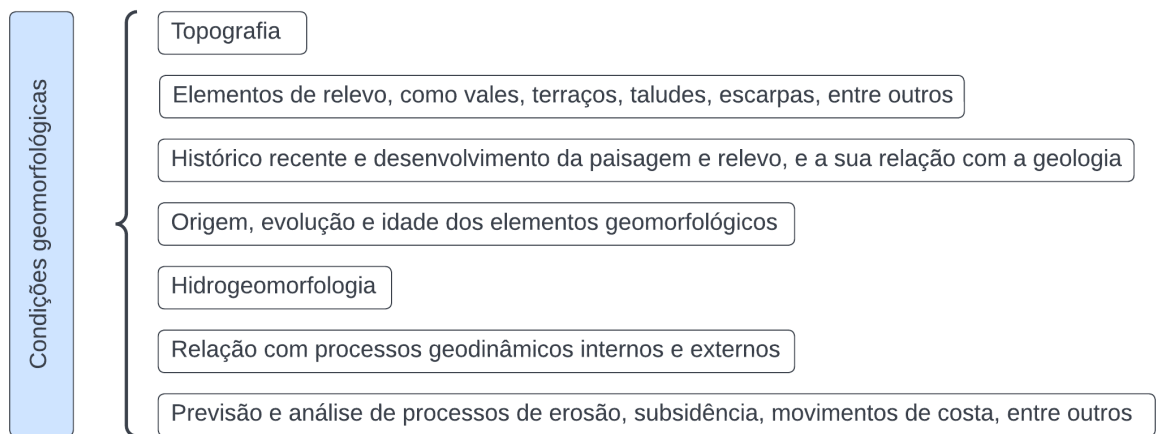 Condições geomorfológicas
Topografia
Elementos de relevo, como vales, terraços, taludes, escarpas, entre outros
Histórico recente e desenvolvimento da paisagem e relevo, e a sua relação com a geologia
Origem, evolução e idade dos elementos geomorfológicos
Hidrogeomorfologia
Relação com processos geodinâmicos internos e externos
Previsão e análise de processos de erosão, subsidência, movimentos de costa, entre outros